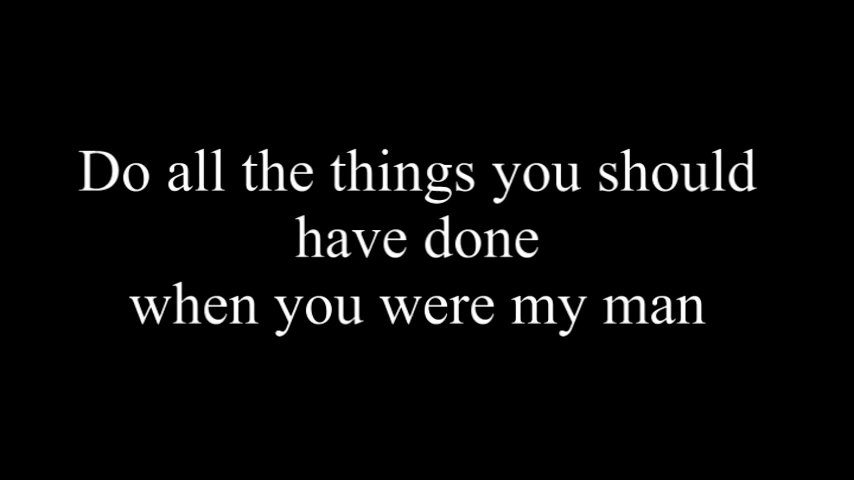 Do all the things you should
have done
when you were my man